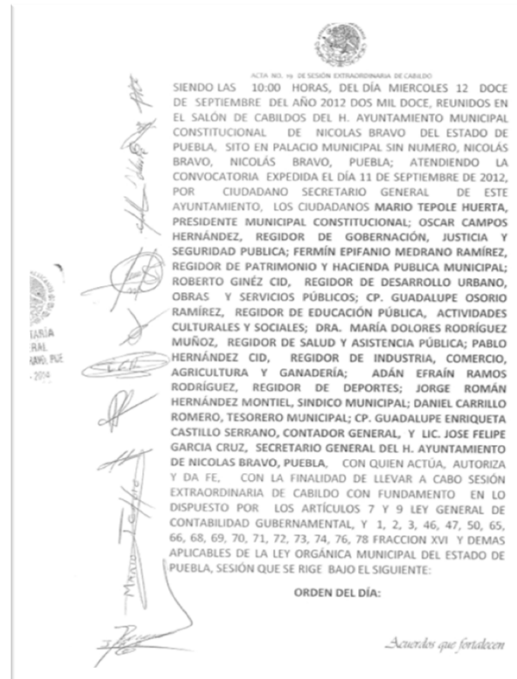 ACTA NO. 19 DE SESIÓN EXTRAORDINARIA DE CABILDO
SIENDO LAS 10:00 HORAS, DEL DÍA MIERCOLES 12 DOCE
DE SEPTIEMBRE DEL AÑO 2012 DOS MIL DOCE, REUNIDOS EN
EL SALÓN DE CABILDOS DEL H. AYUNTAMIENTO MUNICIPAL
CONSTITUCIONAL DE NICOLAS BRAVO DEL ESTADO DE
PUEBLA, SITO EN PALACIO MUNICIPAL SIN NUMERO, NICOLÁS
BRAVO, NICOLÁS BRAVO, PUEBLA; ATENDIENDO LA
CONVOCATORIA EXPEDIDA EL DÍA 11 DE SEPTIEMBRE DE 2012,
POR CIUDADANO SECRETARIO GENERAL DE ESTE
AYUNTAMIENTO, LOS CIUDADANOS MARIO TEPOLE HUERTA,
PRESIDENTE MUNICIPAL CONSTITUCIONAL; OSCAR CAMPOS
HERNÁNDEZ, REGIDOR DE GOBERNACIÓN, JUSTICIA Y
SEGURIDAD PUBLICA; FERMÍN EPIFANIO MEDRANO RAMÍREZ,
REGIDOR DE PATRIMONIO Y HACIENDA PUBLICA MUNICIPAL;
ROBERTO GINÉZ CID, REGIDOR DE DESARROLLO URBANO,
OBRAS Y SERVICIOS PÚBLICOS; CP. GUADALUPE OSORIO
RAMÍREZ, REGIDOR DE EDUCACIÓN PÚBLICA, ACTIVIDADES
CULTURALES Y SOCIALES; DRA. MARÍA DOLORES RODRÍGUEZ
MUÑOZ, REGIDOR DE SALUD Y ASISTENCIA PÚBLICA; PABLO
HERNÁNDEZ CID, REGIDOR DE INDUSTRIA, COMERCIO,
AGRICULTURA Y GANADERÍA; ADÁN EFRAÍN RAMOS
RODRÍGUEZ, REGIDOR DE DEPORTES; JORGE ROMÁN
HERNÁNDEZ MONTIEL, SINDICO MUNICIPAL; DANIEL CARRILLO
ROMERO, TESORERO MUNICIPAL; CP. GUADALUPE ENRIQUETA
CASTILLO SERRANO, CONTADOR GENERAL, Y LIC. JOSE FELIPE
GARCIA CRUZ, SECRETARIO GENERAL DEL H. AYUNTAMIENTO
DE NICOLAS BRAVO, PUEBLA, CON QUIEN ACTÚA, AUTORIZA
Y DA FE, CON LA FINALIDAD DE LLEVAR A CABO SESIÓN
EXTRAORDINARIA DE CABILDO CON FUNDAMENTO EN LO
DISPUESTO POR LOS ARTÍCULOS 7 Y 9 LEY GENERAL DE
CONTABILIDAD GUBERNAMENTAL, Y 1, 2, 3, 46, 47, 50, 65,
66, 68, 69, 70, 71, 72, 73, 74, 76, 78 FRACCION XVI Y DEMAS
APLICABLES DE LA LEY ORGÁNICA MUNICIPAL DEL ESTADO DE
PUEBLA, SESIÓN QUE SE RIGE BAJO EL SIGUIENTE:
ORDEN DEL DÍA:
Acuerdos que fortalecen
PUE
- 2014